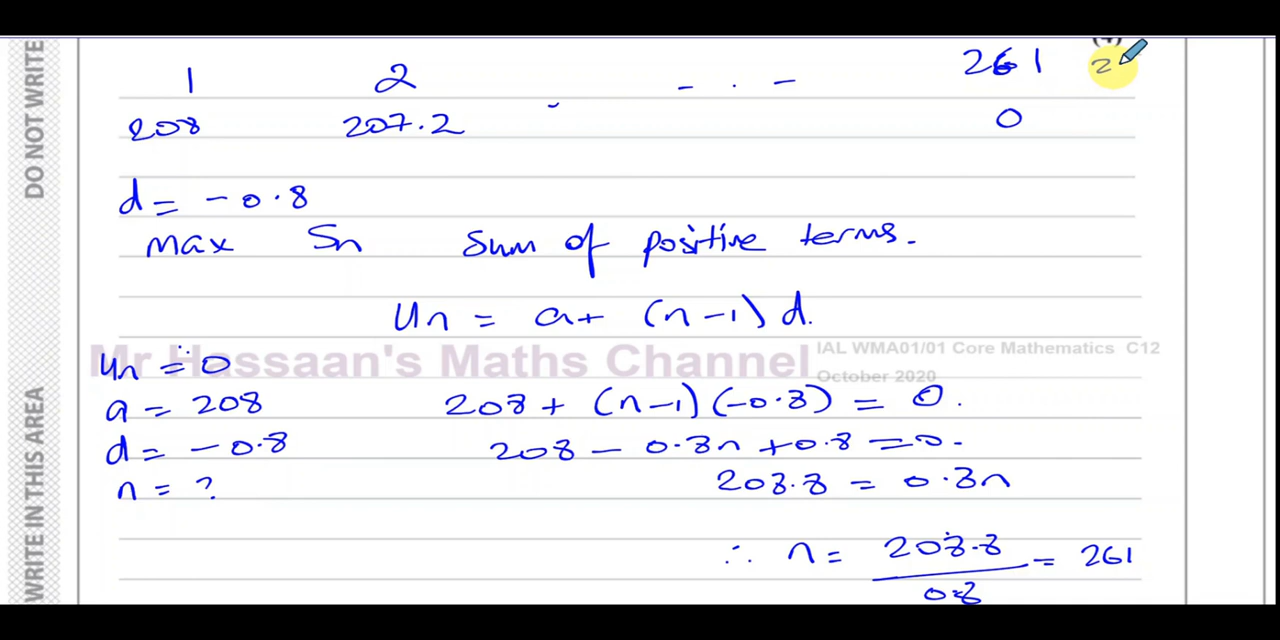 (4)
1 2 - . - 261 2
208 207.2 0
d = -0.8
max Sn Sum of positive terms.
Un = a + (n-1) d.
Mr Hassaan's Maths Channel
IAL WMA01/01 Core Mathematics C12
October 2020
Un = 0
a = 208 208 + (n-1)(-0.8) = 0.
d = -0.8 208 - 0.8n + 0.8 = 0.
n = ? 208.8 = 0.8n
∴ n = 208.8 / 0.8 = 261
DO NOT WRITE
WRITE IN THIS AREA